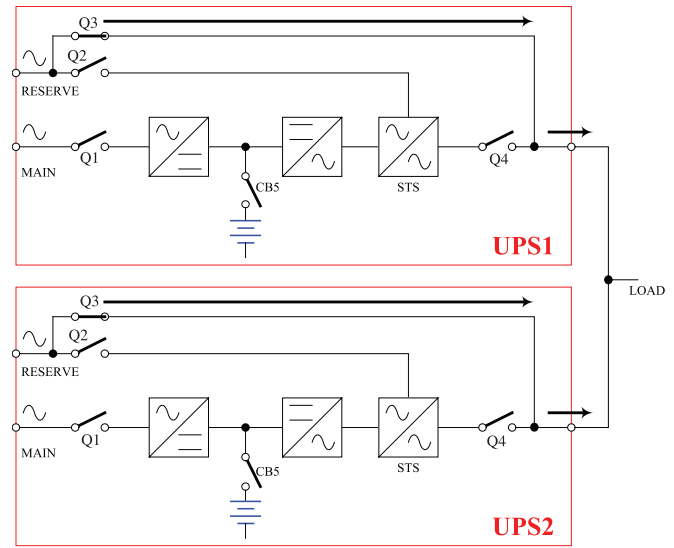 Q3
Q2
RESERVE
MAIN
Q1
CB5
STS
Q4
UPS1
LOAD
Q3
Q2
RESERVE
MAIN
Q1
CB5
STS
Q4
UPS2